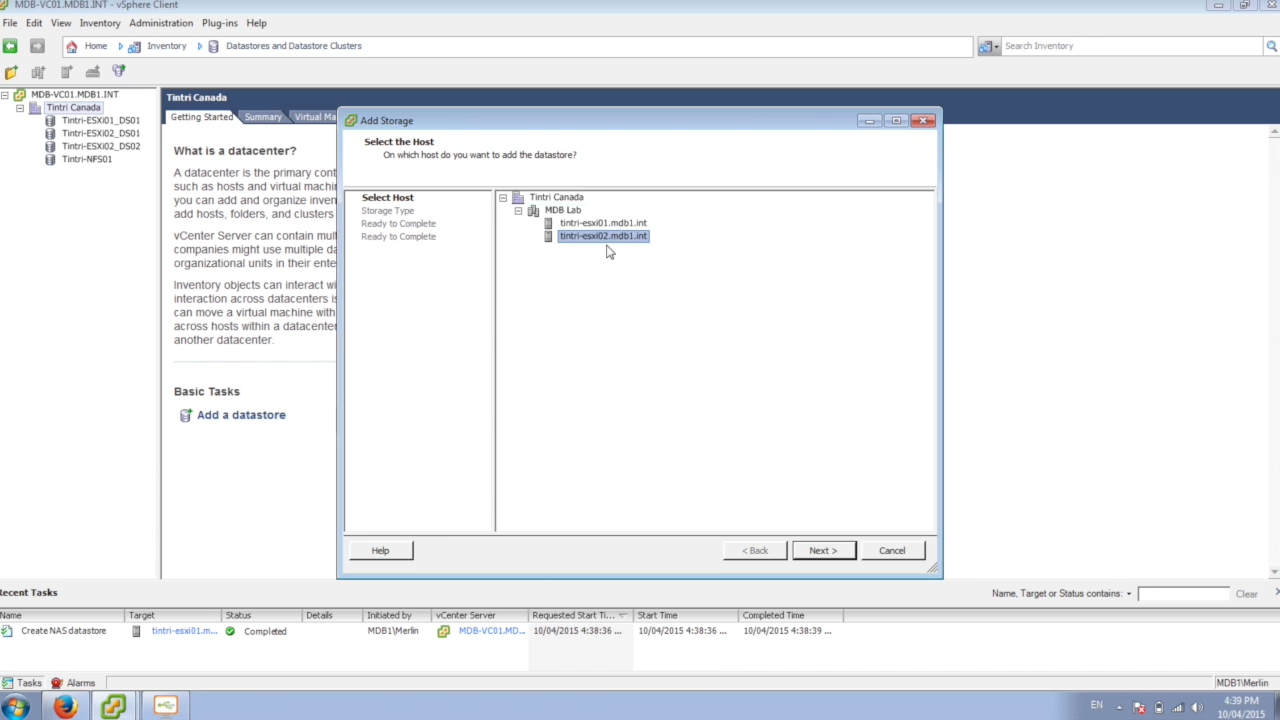 MDB-VC01.MDB1.INT - vSphere Client
File Edit View Inventory Administration Plug-ins Help
Home Inventory Datastores and Datastore Clusters Search Inventory
MDB-VC01.MDB1.INT
Tintri Canada
Tintri-ESXi01_DS01
Tintri-ESXi02_DS01
Tintri-ESXi02_DS02
Tintri-NFS01
Tintri Canada
Getting Started Summary Virtual Ma
What is a datacenter?
A datacenter is the primary cont
such as hosts and virtual machin
you can add and organize inven
add hosts, folders, and clusters
vCenter Server can contain mult
companies might use multiple da
organizational units in their ente
Inventory objects can interact wi
interaction across datacenters is
can move a virtual machine with
across hosts within a datacenter
another datacenter.
Basic Tasks
Add a datastore
Add Storage
Select the Host
On which host do you want to add the datastore?
Select Host
Storage Type
Ready to Complete
Ready to Complete
Tintri Canada
MDB Lab
tintri-esxi01.mdb1.int
tintri-esxi02.mdb1.int
Help < Back Next > Cancel
Recent Tasks Name, Target or Status contains: Clear
Name Target Status Details Initiated by vCenter Server Requested Start Ti... Start Time Completed Time
Create NAS datastore tintri-esxi01.m... Completed MDB1\Merlin MDB-VC01.MD... 10/04/2015 4:38:36 ... 10/04/2015 4:38:36 ... 10/04/2015 4:38:39 ...
Tasks Alarms MDB1\Merlin
EN 4:39 PM
10/04/2015